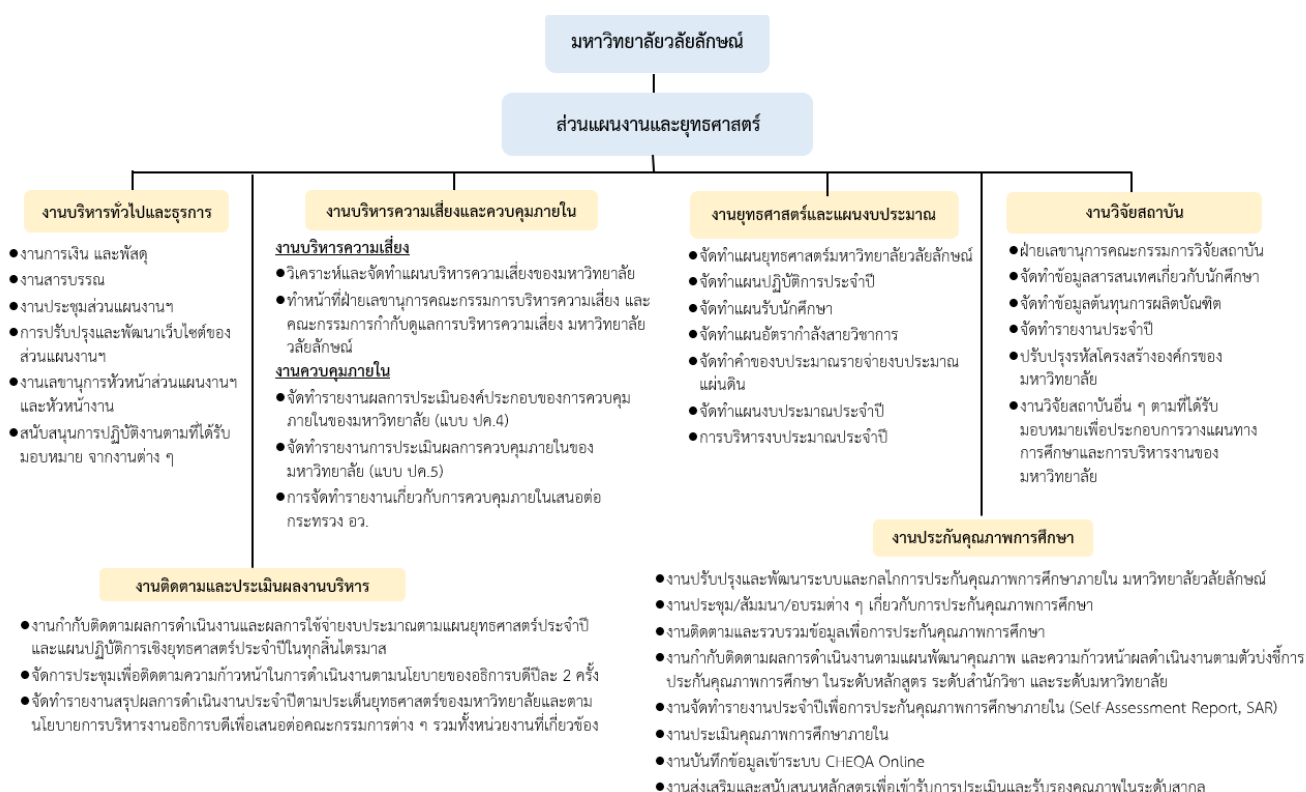 มหาวิทยาลัยวลัยลักษณ์
ส่วนแผนงานและยุทธศาสตร์
งานบริหารทั่วไปและธุรการ
●งานการเงิน และพัสดุ
●งานสารบรรณ
●งานประชุมส่วนแผนงานฯ
●การปรับปรุงและพัฒนาเว็บไซต์ของ
ส่วนแผนงานฯ
●งานเลขานุการหัวหน้าส่วนแผนงานฯ
และหัวหน้างาน
●สนับสนุนการปฏิบัติงานตามที่ได้รับ
มอบหมาย จากงานต่าง ๆ
งานบริหารความเสี่ยงและควบคุมภายใน
งานบริหารความเสี่ยง
●วิเคราะห์และจัดทำแผนบริหารความเสี่ยงของมหาวิทยาลัย
●ทำหน้าที่ฝ่ายเลขานุการคณะกรรมการบริหารความเสี่ยง และ
คณะกรรมการกำกับดูแลการบริหารความเสี่ยง มหาวิทยาลัย
วลัยลักษณ์
งานควบคุมภายใน
●จัดทำรายงานผลการประเมินองค์ประกอบของการควบคุม
ภายในของมหาวิทยาลัย (แบบ ปค.4)
●จัดทำรายงานการประเมินผลการควบคุมภายในของ
มหาวิทยาลัย (แบบ ปค.5)
●การจัดทำรายงานเกี่ยวกับการควบคุมภายในเสนอต่อ
กระทรวง อว.
งานยุทธศาสตร์และแผนงบประมาณ
●จัดทำแผนยุทธศาสตร์มหาวิทยาลัยวลัยลักษณ์
●จัดทำแผนปฏิบัติการประจำปี
●จัดทำแผนรับนักศึกษา
●จัดทำแผนอัตรากำลังสายวิชาการ
●จัดทำคำของบประมาณรายจ่ายงบประมาณ
แผ่นดิน
●จัดทำแผนงบประมาณประจำปี
●การบริหารงบประมาณประจำปี
งานวิจัยสถาบัน
●ฝ่ายเลขานุการคณะกรรมการวิจัยสถาบัน
●จัดทำข้อมูลสารสนเทศเกี่ยวกับนักศึกษา
●จัดทำข้อมูลต้นทุนการผลิตบัณฑิต
●จัดทำรายงานประจำปี
●ปรับปรุงรหัสโครงสร้างองค์กรของ
มหาวิทยาลัย
●งานวิจัยสถาบันอื่น ๆ ตามที่ได้รับ
มอบหมายเพื่อประกอบการวางแผนทาง
การศึกษาและการบริหารงานของ
มหาวิทยาลัย
งานติดตามและประเมินผลงานบริหาร
●งานกำกับติดตามผลการดำเนินงานและผลการใช้จ่ายงบประมาณตามแผนยุทธศาสตร์ประจำปี
และแผนปฏิบัติการเชิงยุทธศาสตร์ประจำปีในทุกสิ้นไตรมาส
●จัดการประชุมเพื่อติดตามความก้าวหน้าในการดำเนินงานตามนโยบายของอธิการบดีปีละ 2 ครั้ง
●จัดทำรายงานสรุปผลการดำเนินงานประจำปีตามประเด็นยุทธศาสตร์ของมหาวิทยาลัยและตาม
นโยบายการบริหารงานอธิการบดีเพื่อเสนอต่อคณะกรรมการต่าง ๆ รวมทั้งหน่วยงานที่เกี่ยวข้อง
งานประกันคุณภาพการศึกษา
●งานปรับปรุงและพัฒนาระบบและกลไกการประกันคุณภาพการศึกษาภายใน มหาวิทยาลัยวลัยลักษณ์
●งานประชุม/สัมมนา/อบรมต่าง ๆ เกี่ยวกับการประกันคุณภาพการศึกษา
●งานติดตามและรวบรวมข้อมูลเพื่อการประกันคุณภาพการศึกษา
●งานกำกับติดตามผลการดำเนินงานตามแผนพัฒนาคุณภาพ และความก้าวหน้าผลดำเนินงานตามตัวบ่งชี้การ
ประกันคุณภาพการศึกษา ในระดับหลักสูตร ระดับสำนักวิชา และระดับมหาวิทยาลัย
●งานจัดทำรายงานประจำปีเพื่อการประกันคุณภาพการศึกษาภายใน (Self-Assessment Report, SAR)
●งานประเมินคุณภาพการศึกษาภายใน
●งานบันทึกข้อมูลเข้าระบบ CHEQA Online
●งานส่งเสริมและสนับสนุนหลักสูตรเพื่อเข้ารับการประเมินและรับรองคุณภาพในระดับสากล